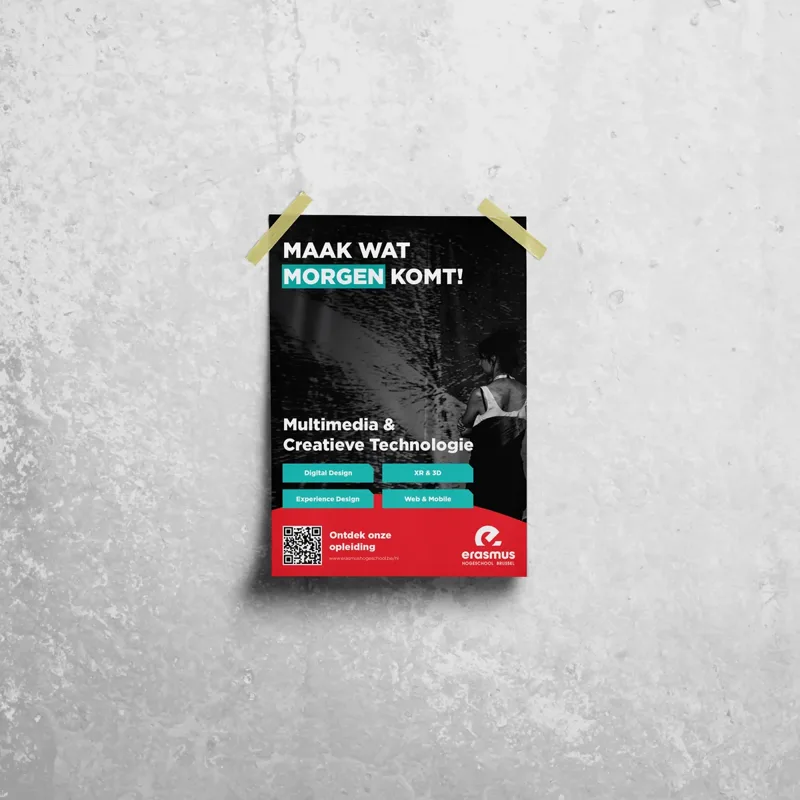 MAAK WAT
MORGEN KOMT!
Multimedia &
Creatieve Technologie
Digital Design
XR & 3D
Experience Design
Web & Mobile
Ontdek onze
opleiding
erasmus
HOGESCHOOL BRUSSEL